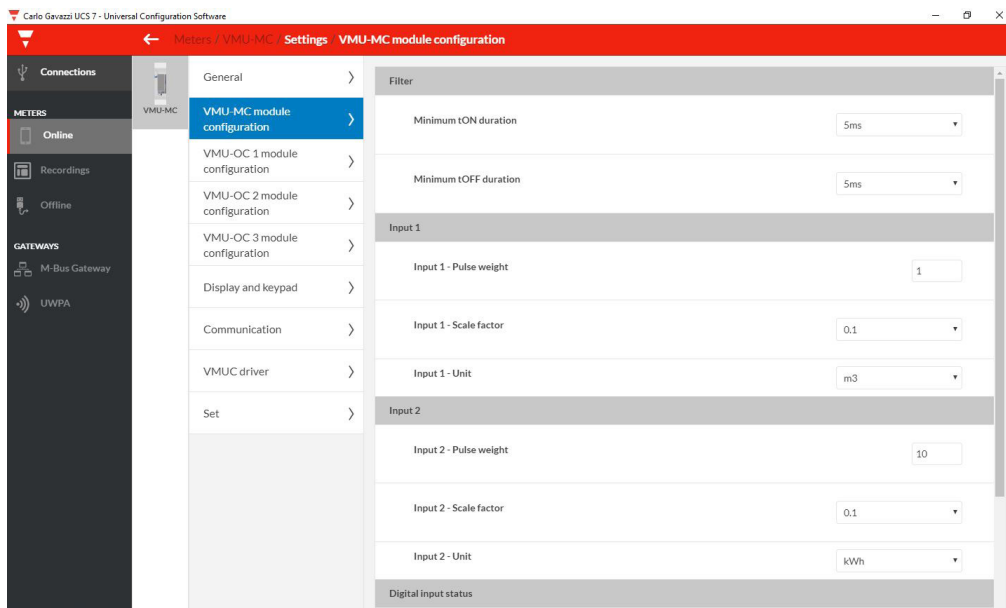 Carlo Gavazzi UCS 7 - Universal Configuration Software
Meters / VMU-MC / Settings / VMU-MC module configuration
Connections
METERS
Online
Recordings
Offline
GATEWAYS
M-Bus Gateway
UWPA
VMU-MC
General
VMU-MC module
configuration
VMU-OC 1 module
configuration
VMU-OC 2 module
configuration
VMU-OC 3 module
configuration
Display and keypad
Communication
VMUC driver
Set
Filter
Minimum tON duration
5ms
Minimum tOFF duration
5ms
Input 1
Input 1 - Pulse weight
1
Input 1 - Scale factor
0.1
Input 1 - Unit
m3
Input 2
Input 2 - Pulse weight
10
Input 2 - Scale factor
0.1
Input 2 - Unit
kWh
Digital input status